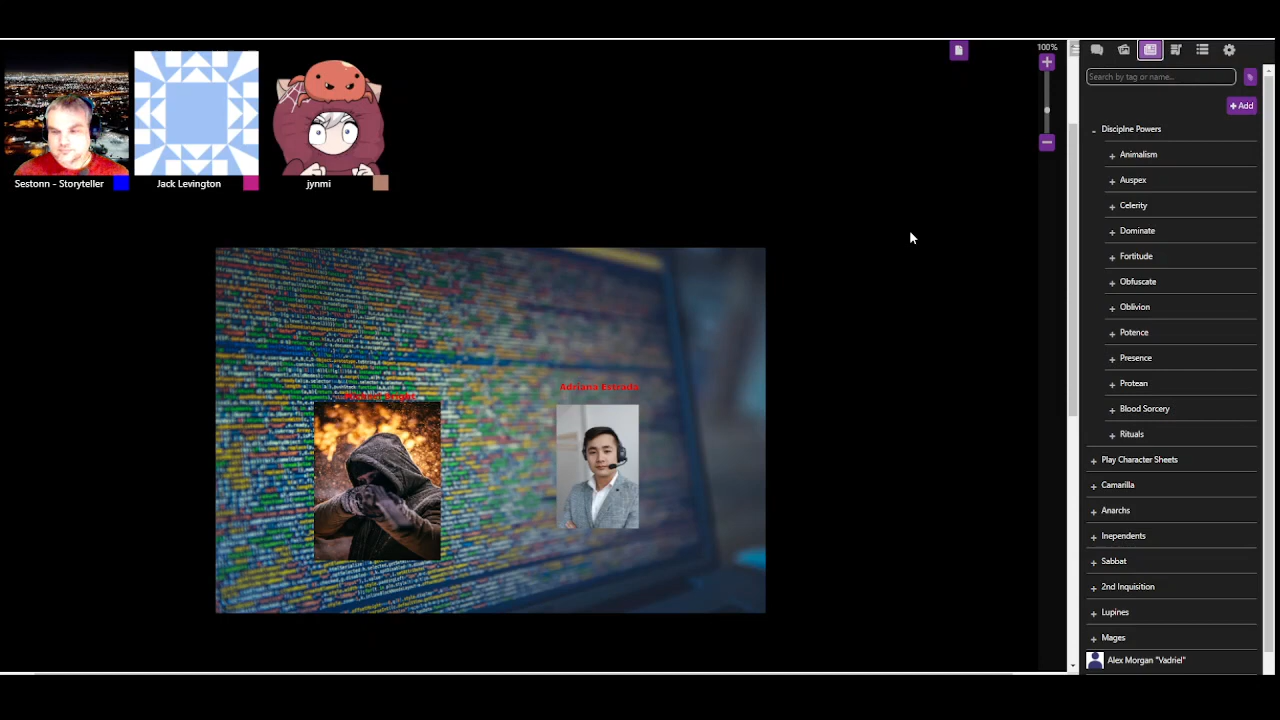 100%
Search by tag or name...
+ Add
Sestonn - Storyteller
Jack Levington
jynmi
Adriana Estrada
- Discipline Powers
+ Animalism
+ Auspex
+ Celerity
+ Dominate
+ Fortitude
+ Obfuscate
+ Oblivion
+ Potence
+ Presence
+ Protean
+ Blood Sorcery
+ Rituals
+ Play Character Sheets
+ Camarilla
+ Anarchs
+ Inependents
+ Sabbat
+ 2nd Inquisition
+ Lupines
+ Mages
Alex Morgan "Vadriel"